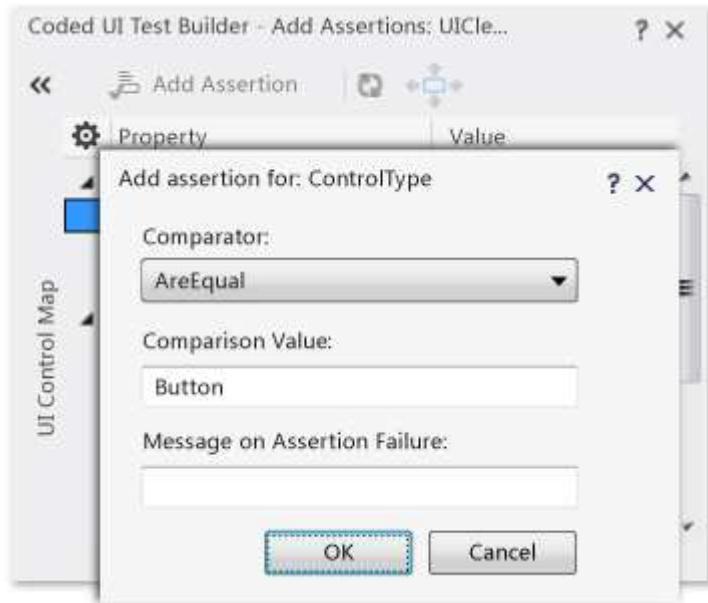 Coded UI Test Builder - Add Assertions: UICle...
Add Assertion
Property Value
UI Control Map
Add assertion for: ControlType
Comparator:
AreEqual
Comparison Value:
Button
Message on Assertion Failure:
OK Cancel